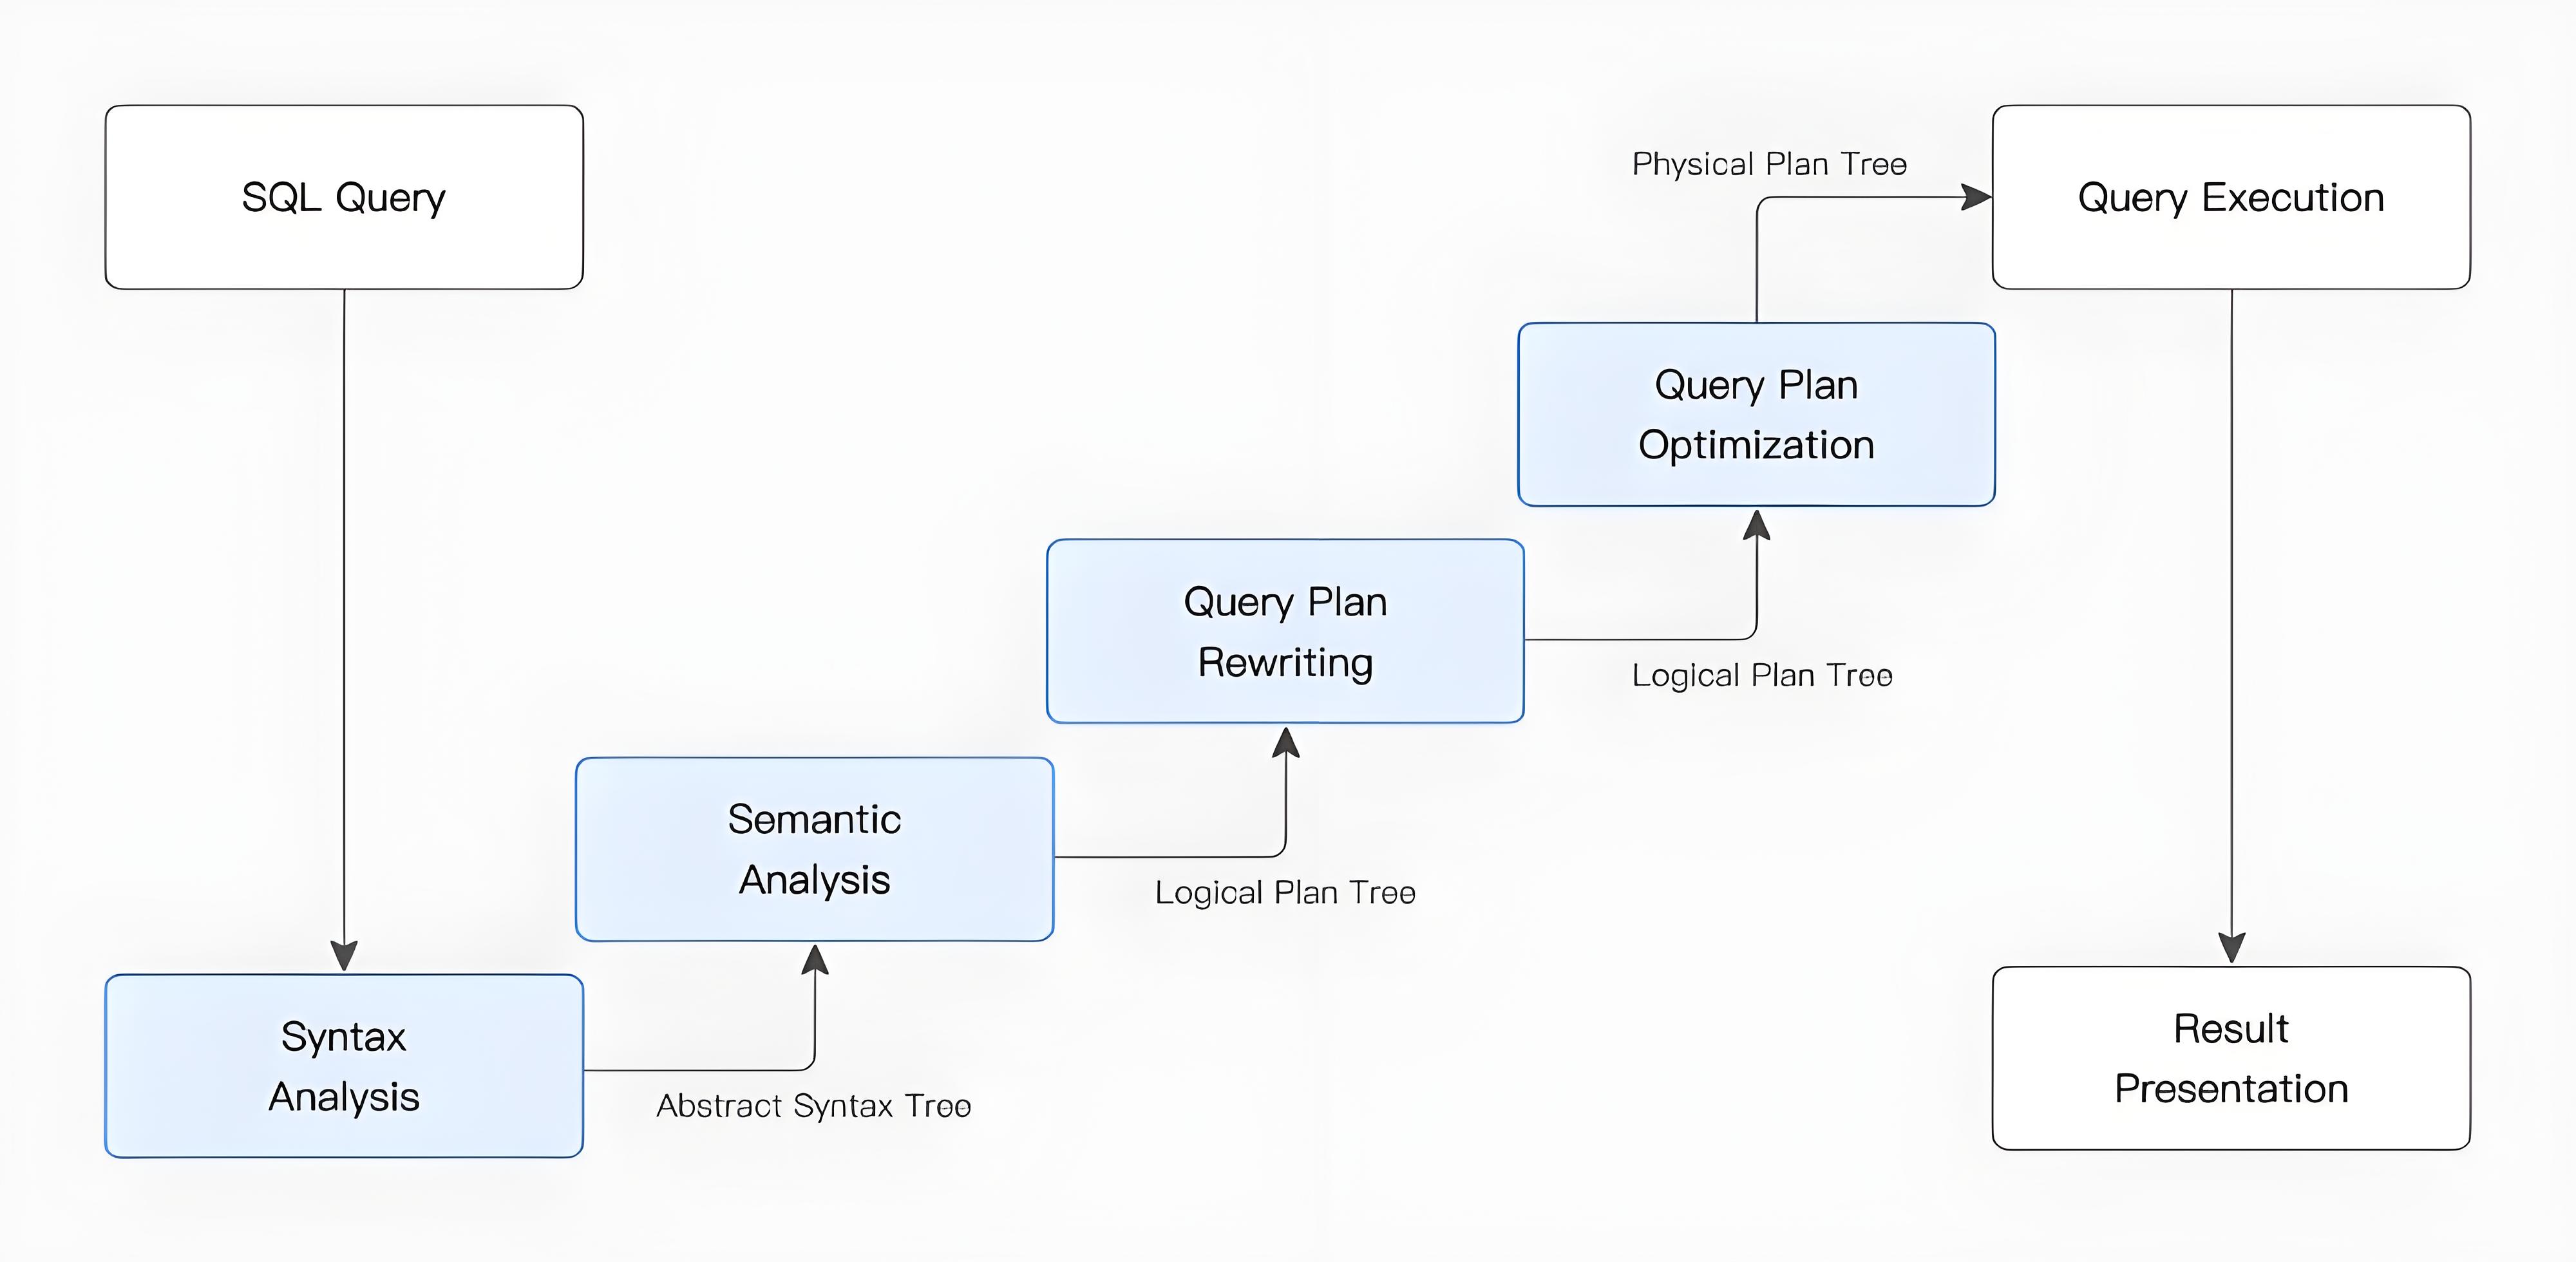 SQL Query
Physical Plan Tree
Query Execution
Query Plan
Optimization
Query Plan
Rewriting
Logical Plan Tree
Semantic
Analysis
Logical Plan Tree
Syntax
Analysis
Abstract Syntax Tree
Result
Presentation